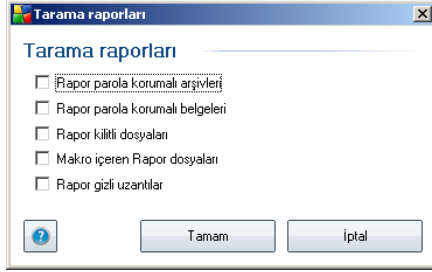 Tarama raporları
Tarama raporları
Rapor parola korumalı arşivleri
Rapor parola korumalı belgeleri
Rapor kilitli dosyaları
Makro içeren Rapor dosyaları
Rapor gizli uzantılar
Tamam
İptal